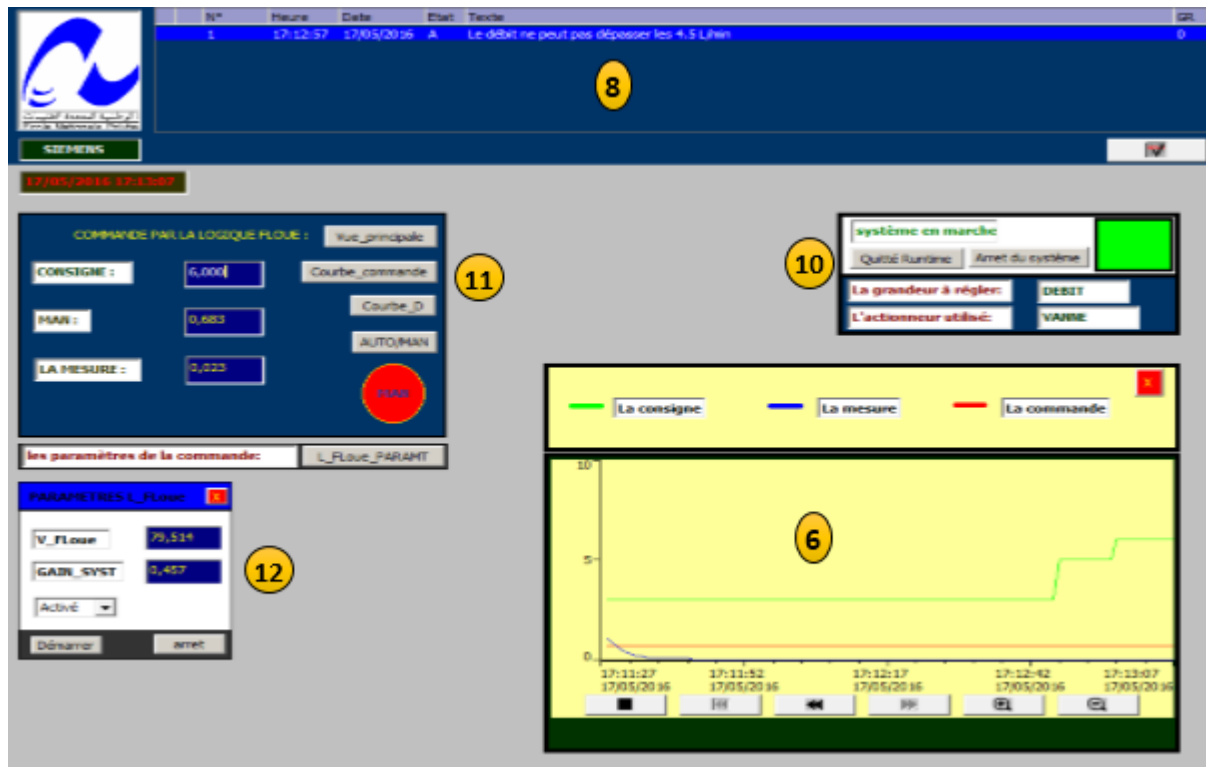 N° Heure Date Etat Texte GR
1 17:12:57 17/05/2016 A Le débit ne peut pas dépasser les 4.5 L/min 0
8
SIEMENS
17/05/2016 17:13:07
COMMANDE PAR LA LOGIQUE FLOUE :
Vue_principale
CONSIGNE :
6,000
Courbe_commande
11
Courbe_D
MAN :
0,683
AUTO/MAN
LA MESURE :
0,023
MAN
les paramètres de la commande:
L_FLoue_PARAMT
PARAMETRES L_FLoue
X
V_FLoue
79,514
GAIN_SYST
0,457
12
Activé
Démarrer
arret
10
système en marche
Quitté Runtime
Arret du système
La grandeur à régler:
DEBIT
L'actionneur utilisé:
VANNE
X
La consigne
La mesure
La commande
10
6
5
0
17:11:27 17:11:52 17:12:17 17:12:42 17:13:07
17/05/2016 17/05/2016 17/05/2016 17/05/2016 17/05/2016